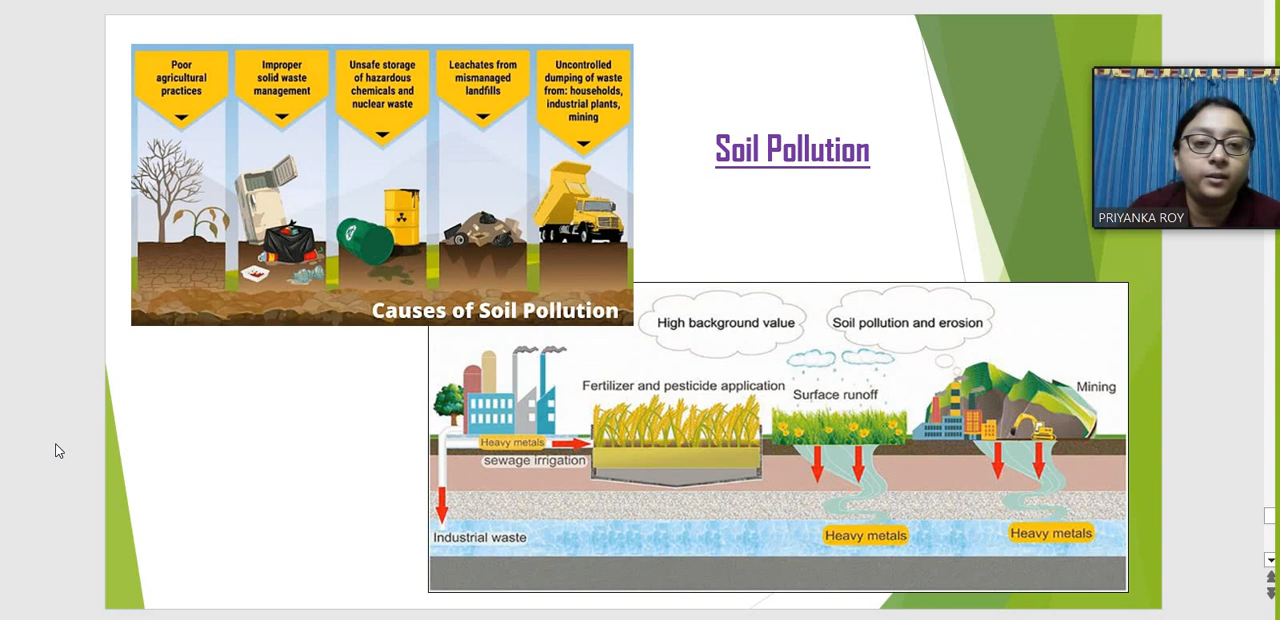 Poor
agricultural
practices
Improper
solid waste
management
Unsafe storage
of hazardous
chemicals and
nuclear waste
Leachates from
mismanaged
landfills
Uncontrolled
dumping of waste
from: households,
industrial plants,
mining
Causes of Soil Pollution
Soil Pollution
PRIYANKA ROY
High background value
Soil pollution and erosion
Fertilizer and pesticide application
Surface runoff
Mining
Heavy metals
sewage irrigation
Industrial waste
Heavy metals
Heavy metals